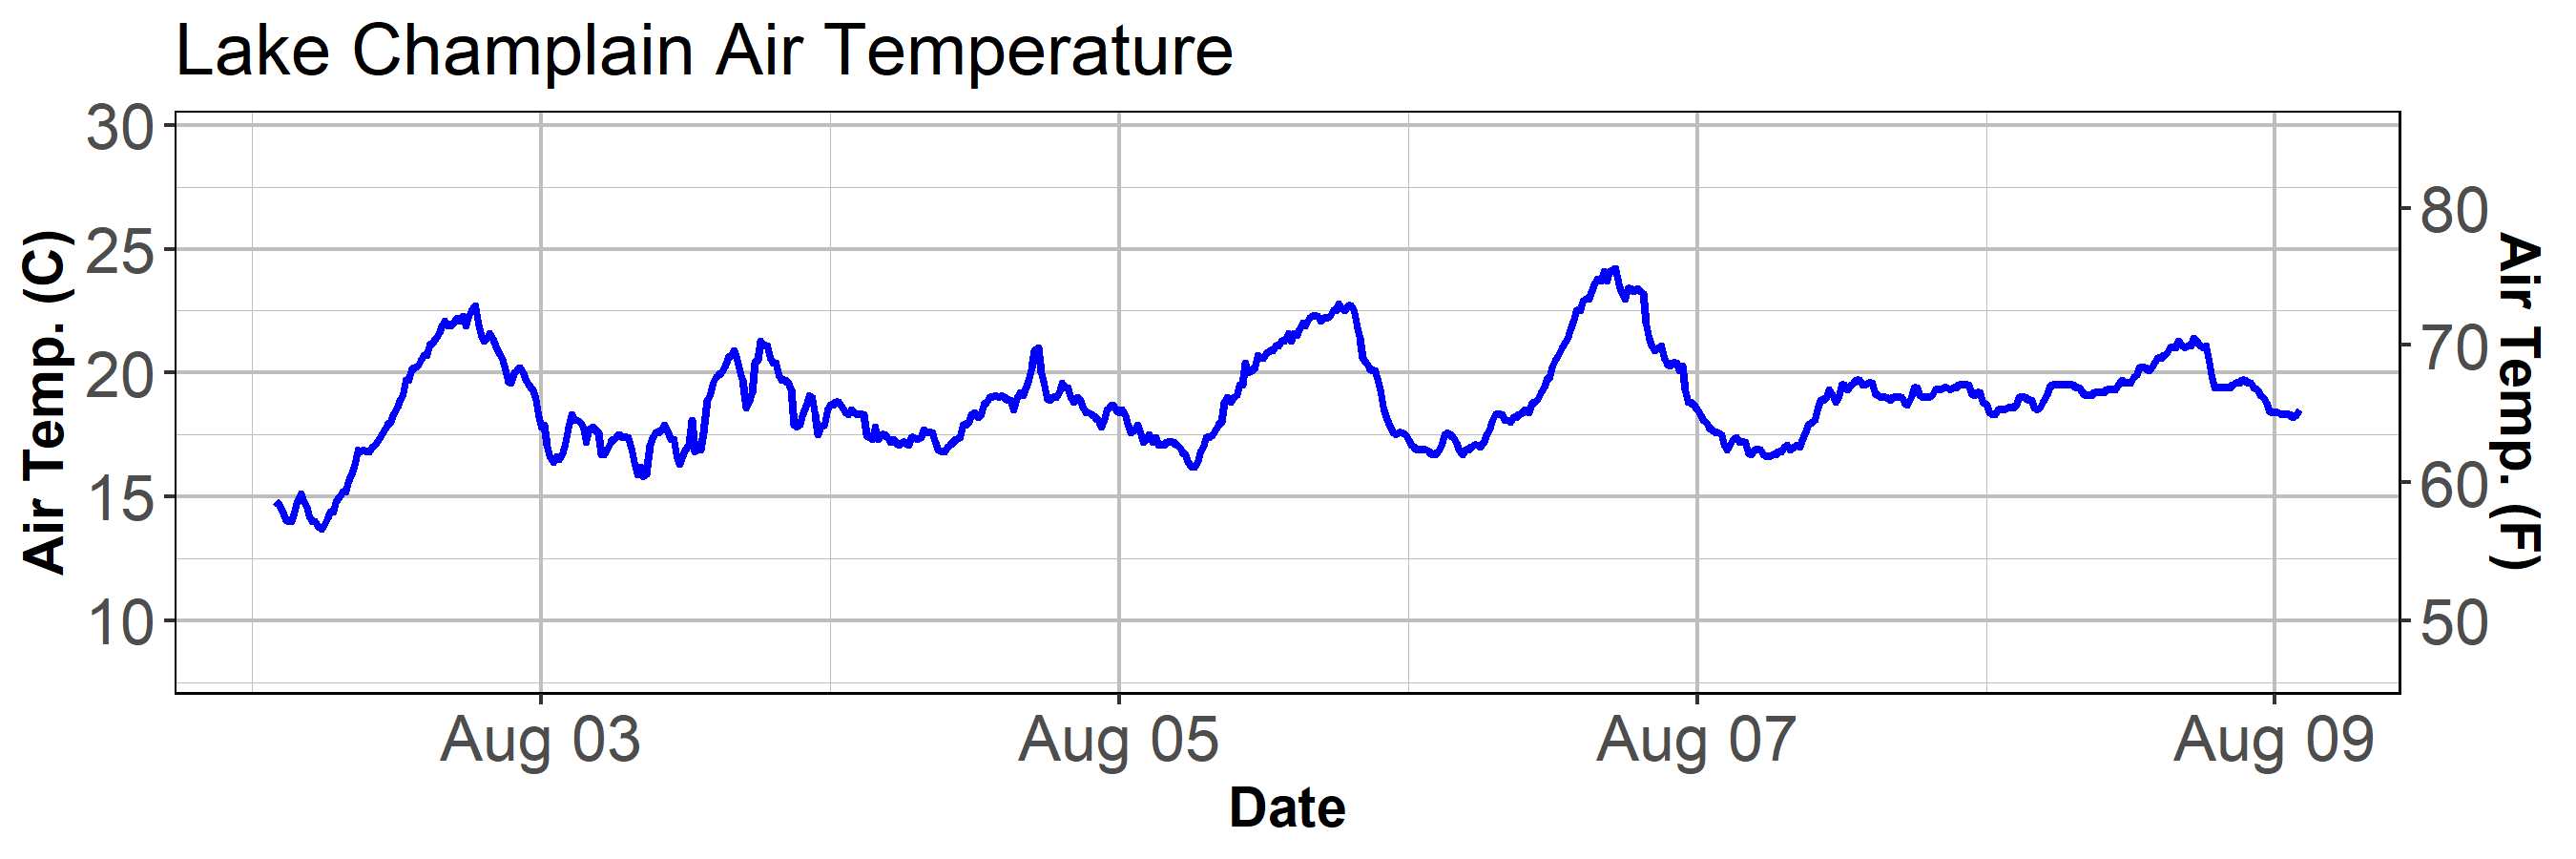 Lake Champlain Air Temperature
30
25
20
15
10
Air Temp. (C)
80
70
60
50
Air Temp. (F)
Aug 03 Aug 05 Aug 07 Aug 09
Date